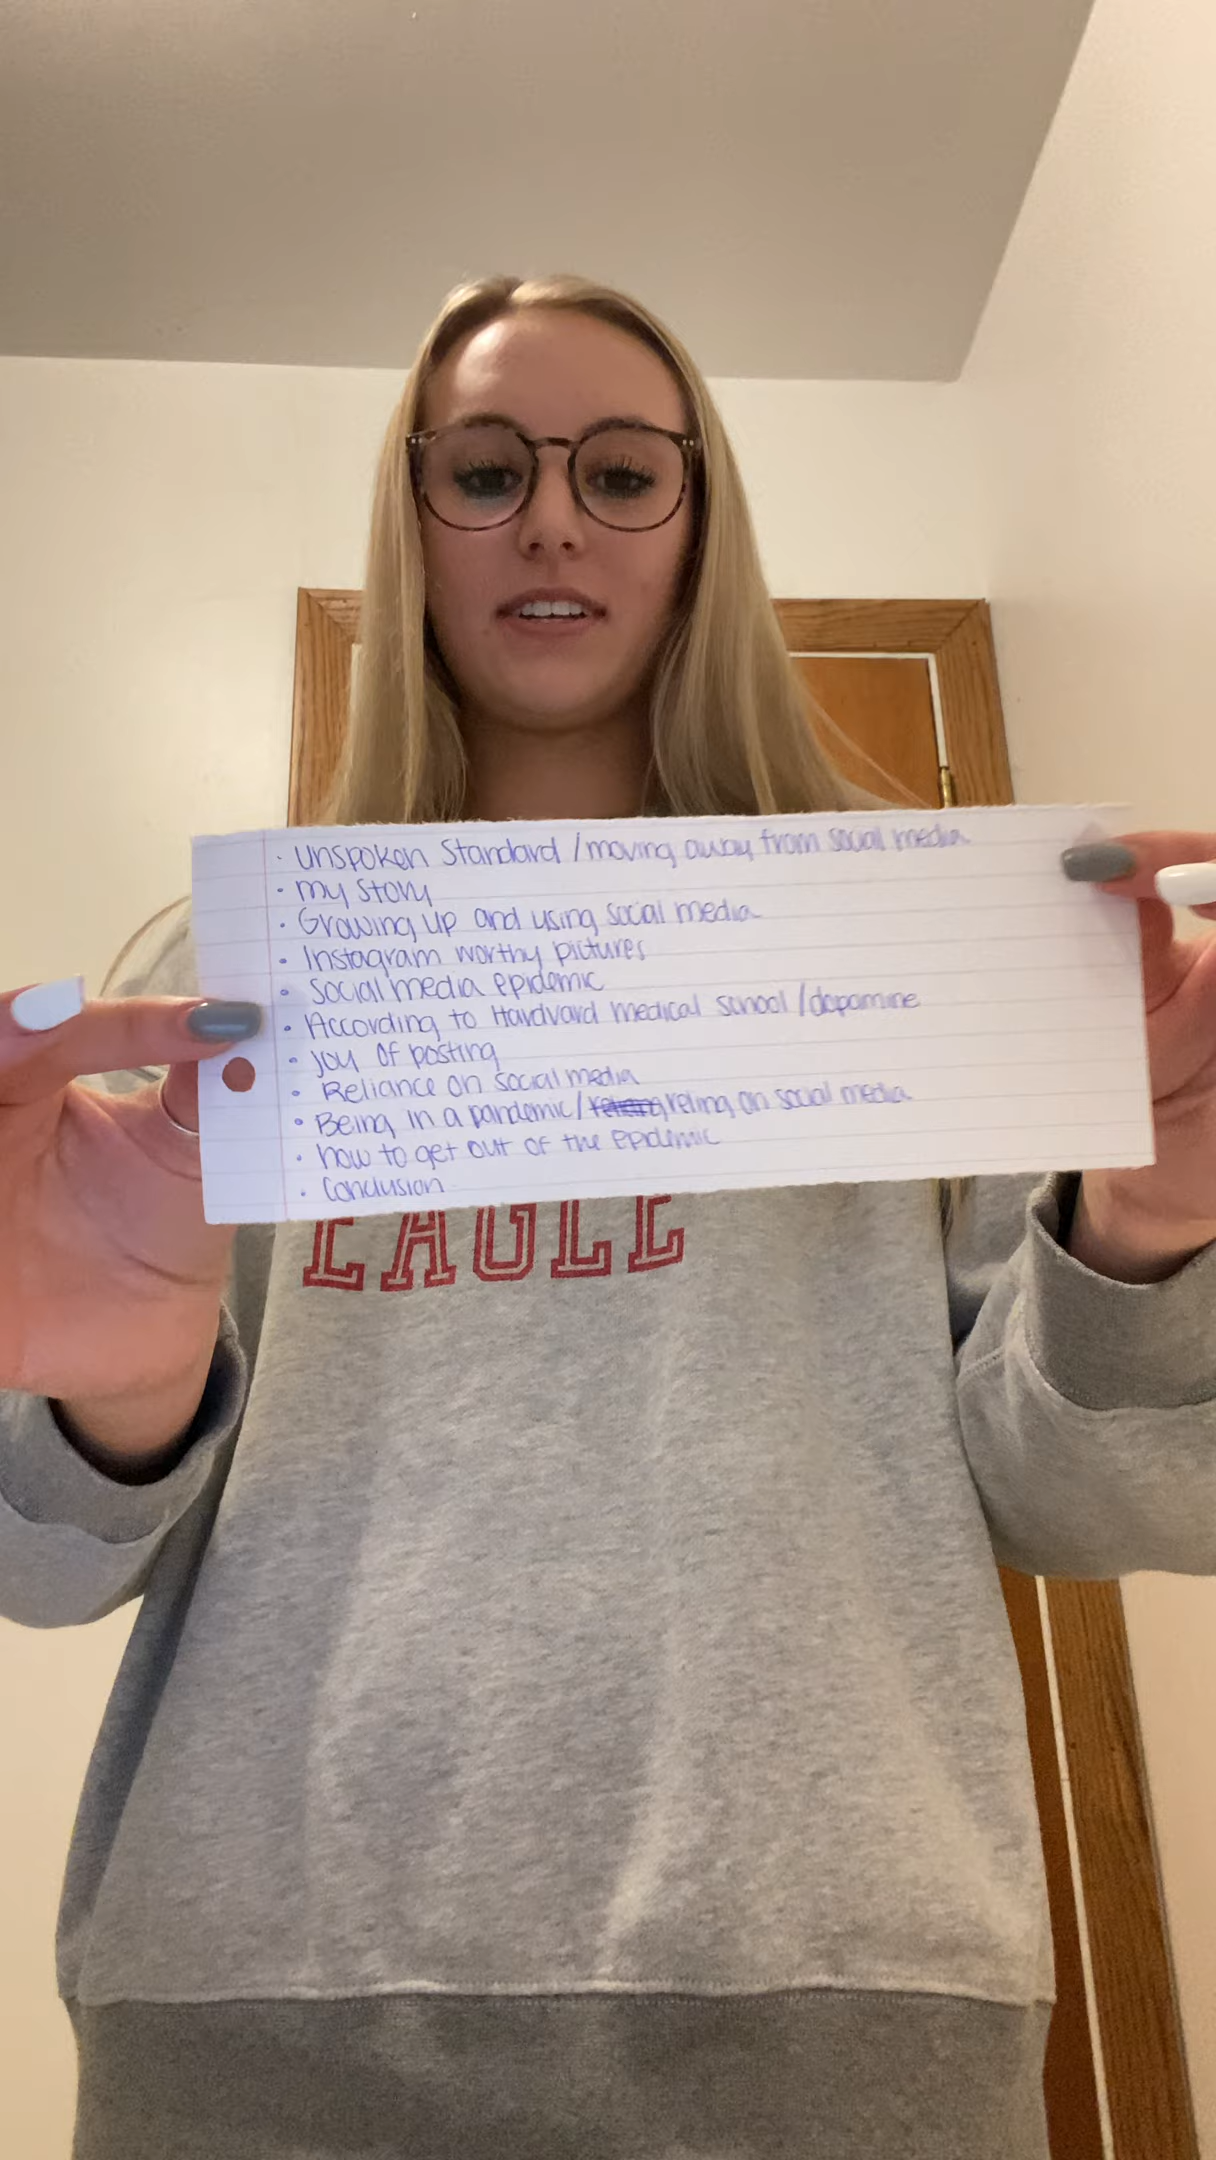 · unspoken standard / moving away from social media
· my story
· Growing up and using social media
· Instagram worthy pictures
· Social media epidemic
· According to Hardvard medical school / dopamine
· joy of posting
· Reliance on social media
· Being in a pandemic / reling on social media
· how to get out of the epidemic
· Conclusion
EAGLE